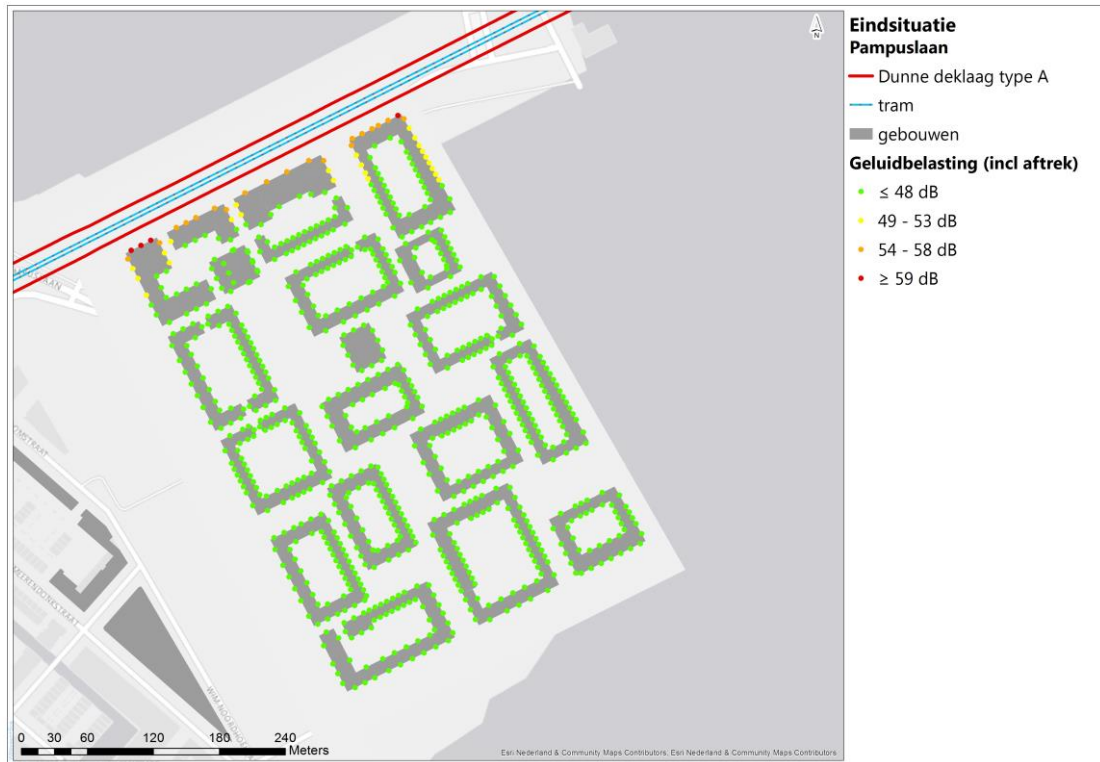 N
Eindsituatie
Pampuslaan
Dunne deklaag type A
tram
gebouwen
Geluidbelasting (incl aftrek)
≤ 48 dB
49 - 53 dB
54 - 58 dB
≥ 59 dB
0 30 60 120 180 240
Meters
Esri Nederland & Community Maps Contributors, Esri Nederland & Community Maps Contributors